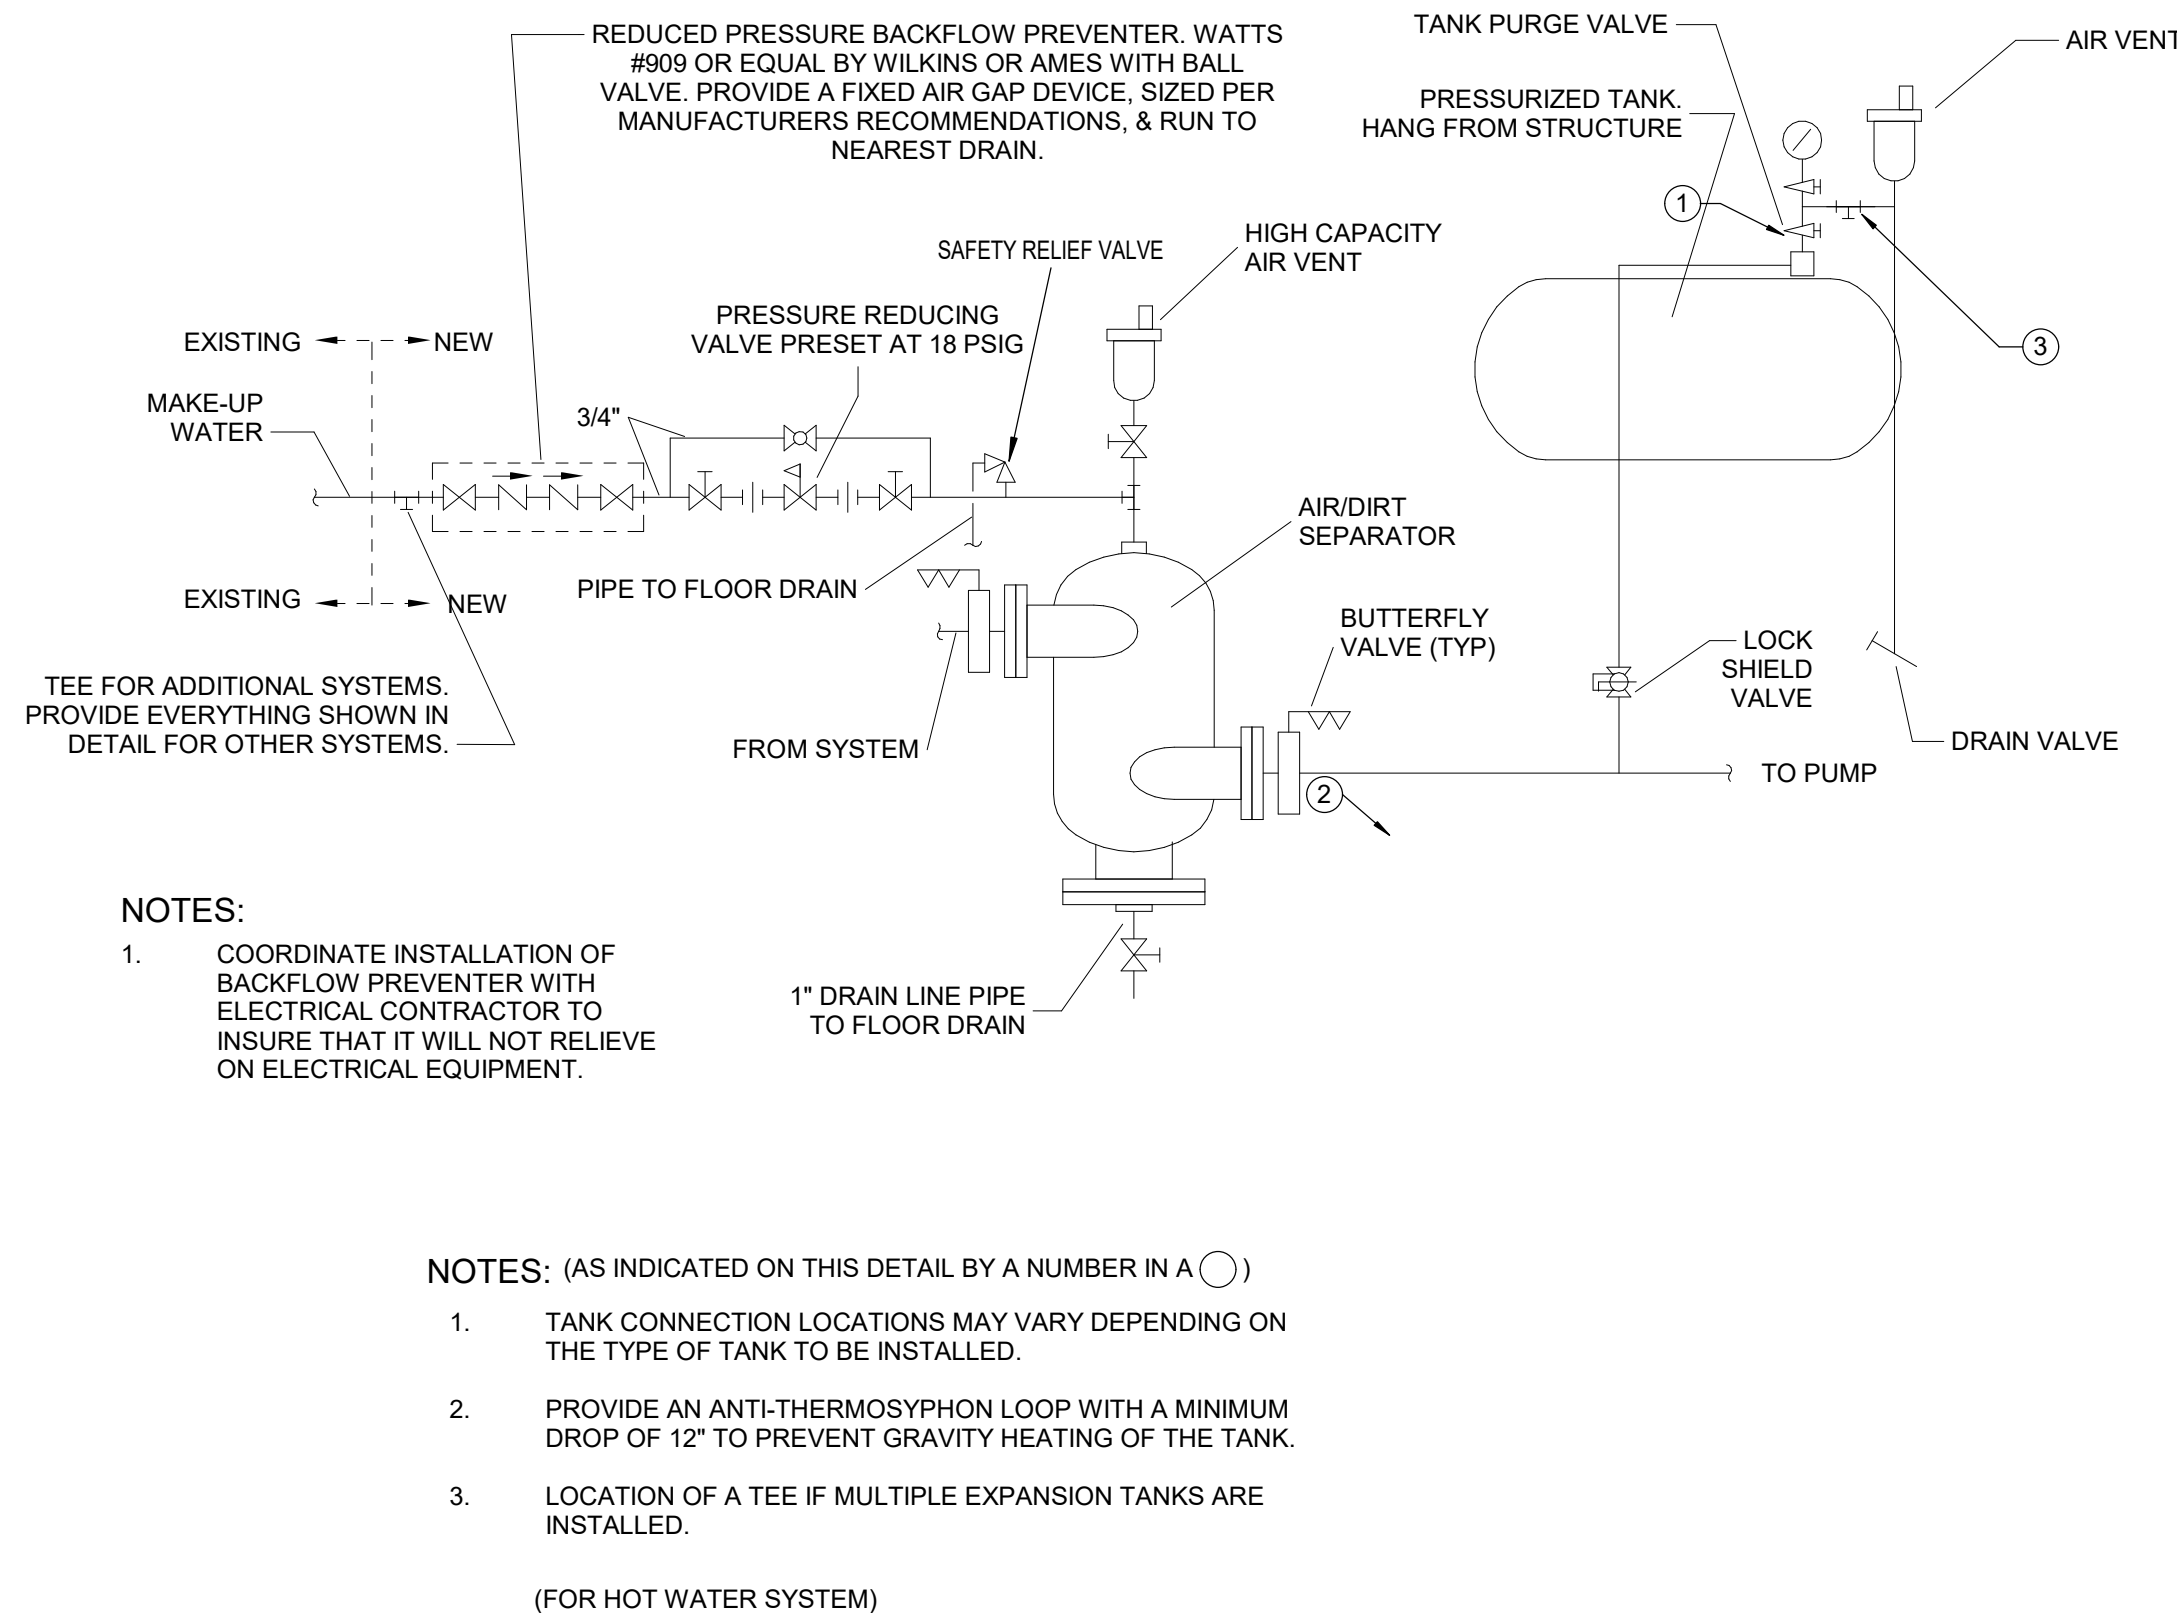 REDUCED PRESSURE BACKFLOW PREVENTER. WATTS
#909 OR EQUAL BY WILKINS OR AMES WITH BALL
VALVE. PROVIDE A FIXED AIR GAP DEVICE, SIZED PER
MANUFACTURERS RECOMMENDATIONS, & RUN TO
NEAREST DRAIN.
TANK PURGE VALVE
AIR VENT
PRESSURIZED TANK.
HANG FROM STRUCTURE
1
SAFETY RELIEF VALVE
HIGH CAPACITY
AIR VENT
PRESSURE REDUCING
VALVE PRESET AT 18 PSIG
EXISTING
NEW
3
MAKE-UP
WATER
3/4"
AIR/DIRT
SEPARATOR
PIPE TO FLOOR DRAIN
EXISTING
NEW
BUTTERFLY
VALVE (TYP)
LOCK
SHIELD
VALVE
TEE FOR ADDITIONAL SYSTEMS.
PROVIDE EVERYTHING SHOWN IN
DETAIL FOR OTHER SYSTEMS.
FROM SYSTEM
DRAIN VALVE
TO PUMP
2
NOTES:
1. COORDINATE INSTALLATION OF
BACKFLOW PREVENTER WITH
ELECTRICAL CONTRACTOR TO
INSURE THAT IT WILL NOT RELIEVE
ON ELECTRICAL EQUIPMENT.
1" DRAIN LINE PIPE
TO FLOOR DRAIN
NOTES: (AS INDICATED ON THIS DETAIL BY A NUMBER IN A )
1. TANK CONNECTION LOCATIONS MAY VARY DEPENDING ON
THE TYPE OF TANK TO BE INSTALLED.
2. PROVIDE AN ANTI-THERMOSYPHON LOOP WITH A MINIMUM
DROP OF 12" TO PREVENT GRAVITY HEATING OF THE TANK.
3. LOCATION OF A TEE IF MULTIPLE EXPANSION TANKS ARE
INSTALLED.
(FOR HOT WATER SYSTEM)